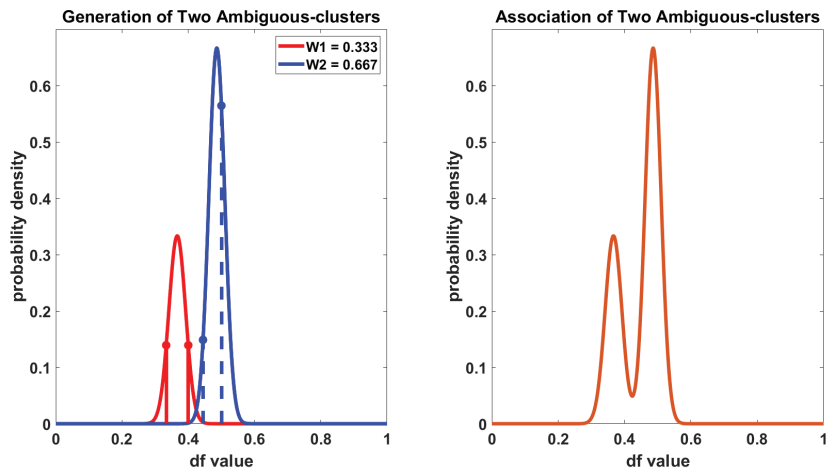 Generation of Two Ambiguous-clusters
W1 = 0.333
W2 = 0.667
probability density
0.6
0.5
0.4
0.3
0.2
0.1
0
0 0.2 0.4 0.6 0.8 1
df value
Association of Two Ambiguous-clusters
probability density
0.6
0.5
0.4
0.3
0.2
0.1
0
0 0.2 0.4 0.6 0.8 1
df value